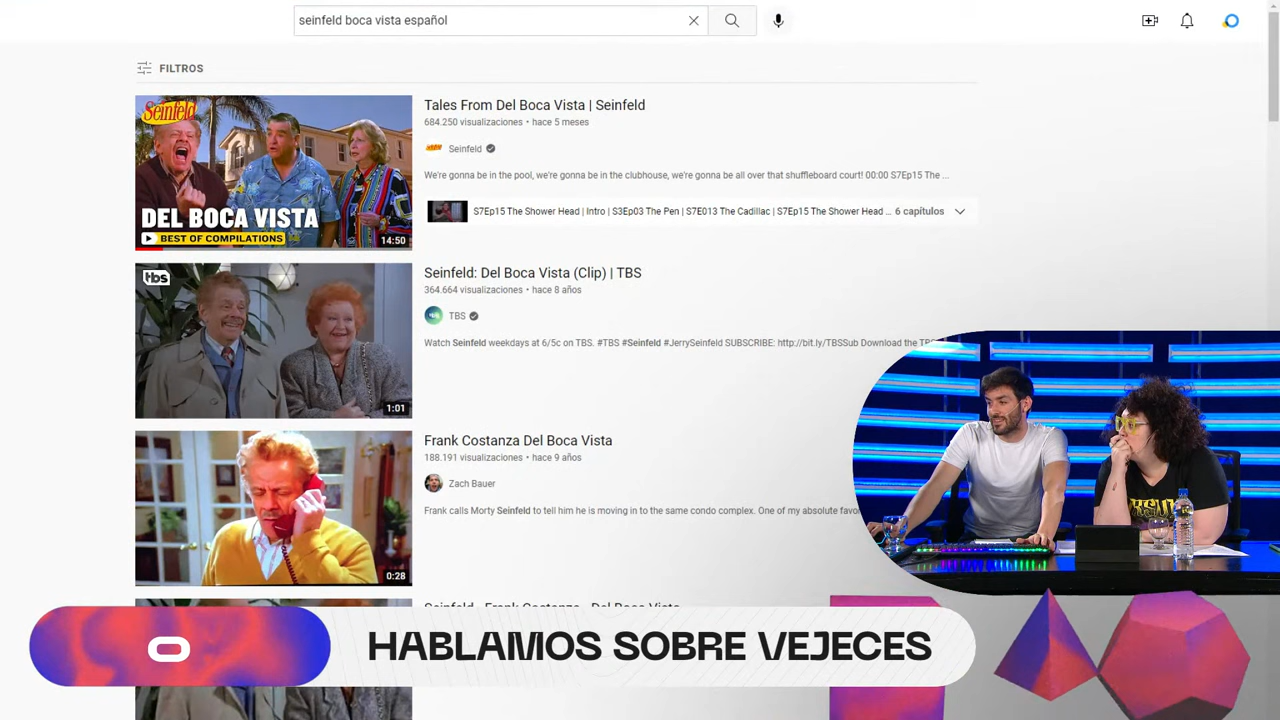 seinfeld boca vista español
FILTROS
Seinfeld
DEL BOCA VISTA
BEST OF COMPILATIONS
14:50
Tales From Del Boca Vista | Seinfeld
684.250 visualizaciones • hace 5 meses
Seinfeld
We're gonna be in the pool, we're gonna be in the clubhouse, we're gonna be all over that shuffleboard court! 00:00 S7Ep15 The ...
S7Ep15 The Shower Head | Intro | S3Ep03 The Pen | S7E013 The Cadillac | S7Ep15 The Shower Head ... 6 capítulos
tbs
1:01
Seinfeld: Del Boca Vista (Clip) | TBS
364.664 visualizaciones • hace 8 años
TBS
Watch Seinfeld weekdays at 6/5c on TBS. #TBS #Seinfeld #JerrySeinfeld SUBSCRIBE: http://bit.ly/TBSSub Download the
0:28
Frank Costanza Del Boca Vista
188.191 visualizaciones • hace 9 años
Zach Bauer
Frank calls Morty Seinfeld to tell him he is moving in to the same condo complex. One of my absolute
HABLAMOS SOBRE VEJECES